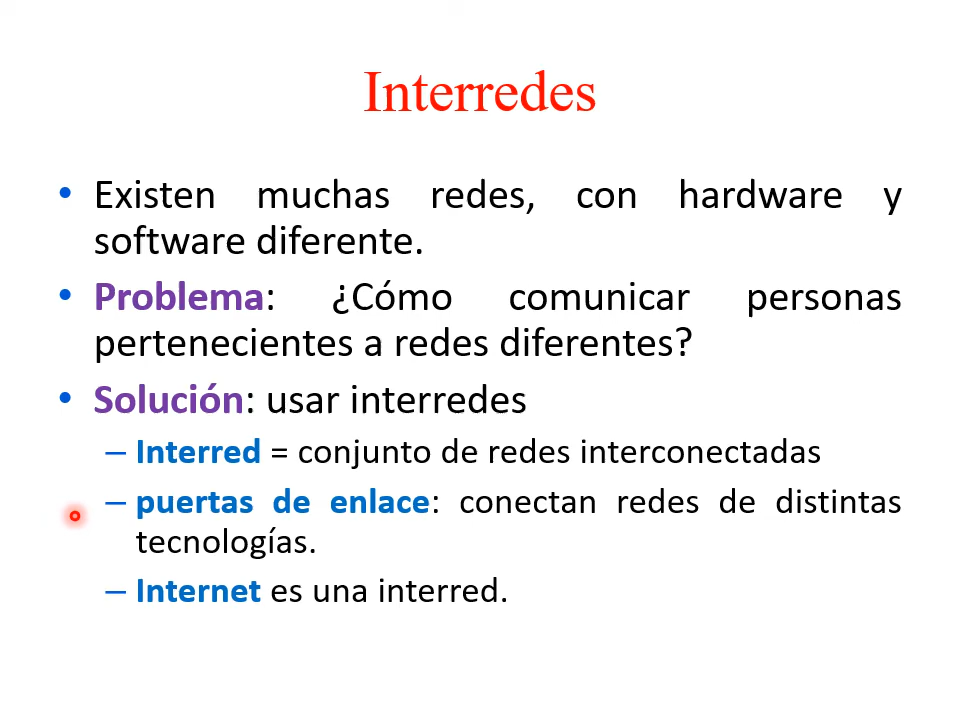 Interredes
• Existen muchas redes, con hardware y
software diferente.
• Problema: ¿Cómo comunicar personas
pertenecientes a redes diferentes?
• Solución: usar interredes
– Interred = conjunto de redes interconectadas
– puertas de enlace: conectan redes de distintas
tecnologías.
– Internet es una interred.